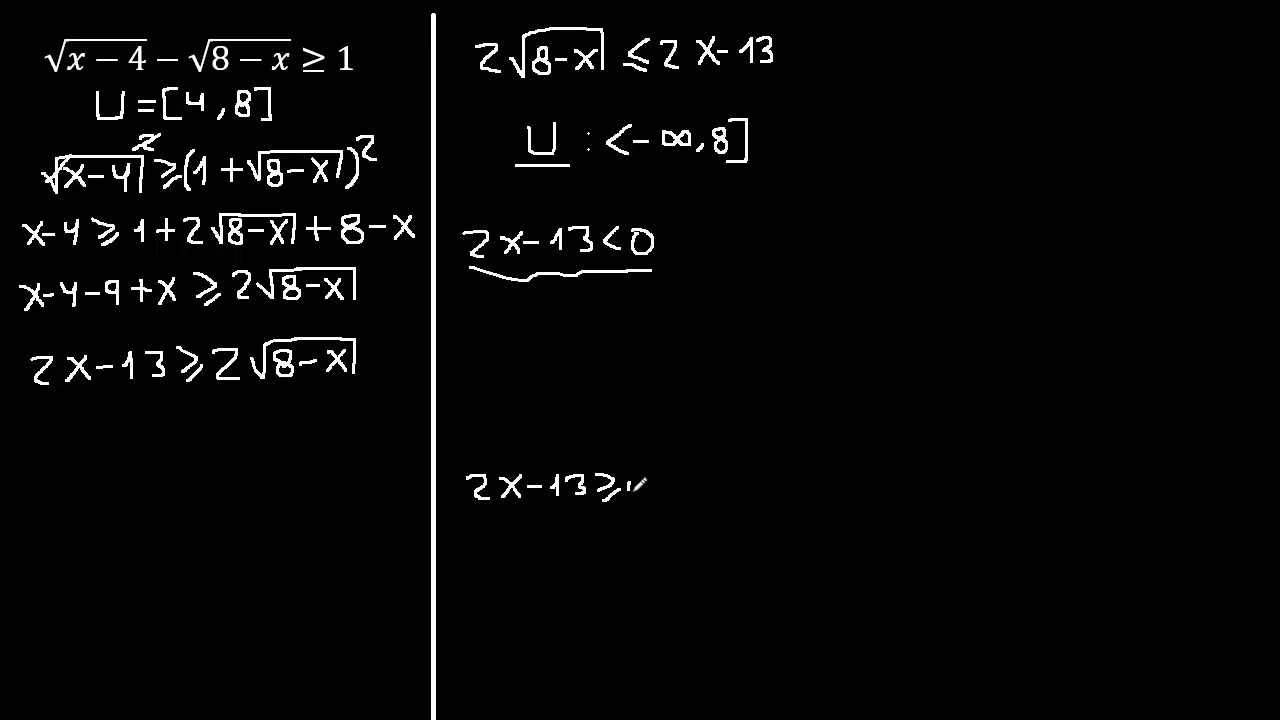 √(x−4) − √(8−x) ≥ 1
U = [4, 8]
√(x−4)² ≥ (1 + √(8−x))²
x−4 ≥ 1 + 2√(8−x) + 8−x
x−4−9+x ≥ 2√(8−x)
2x−13 ≥ 2√(8−x)
2√(8−x) ≤ 2x−13
U : <−∞, 8]
2x−13 < 0
2x−13 ≥